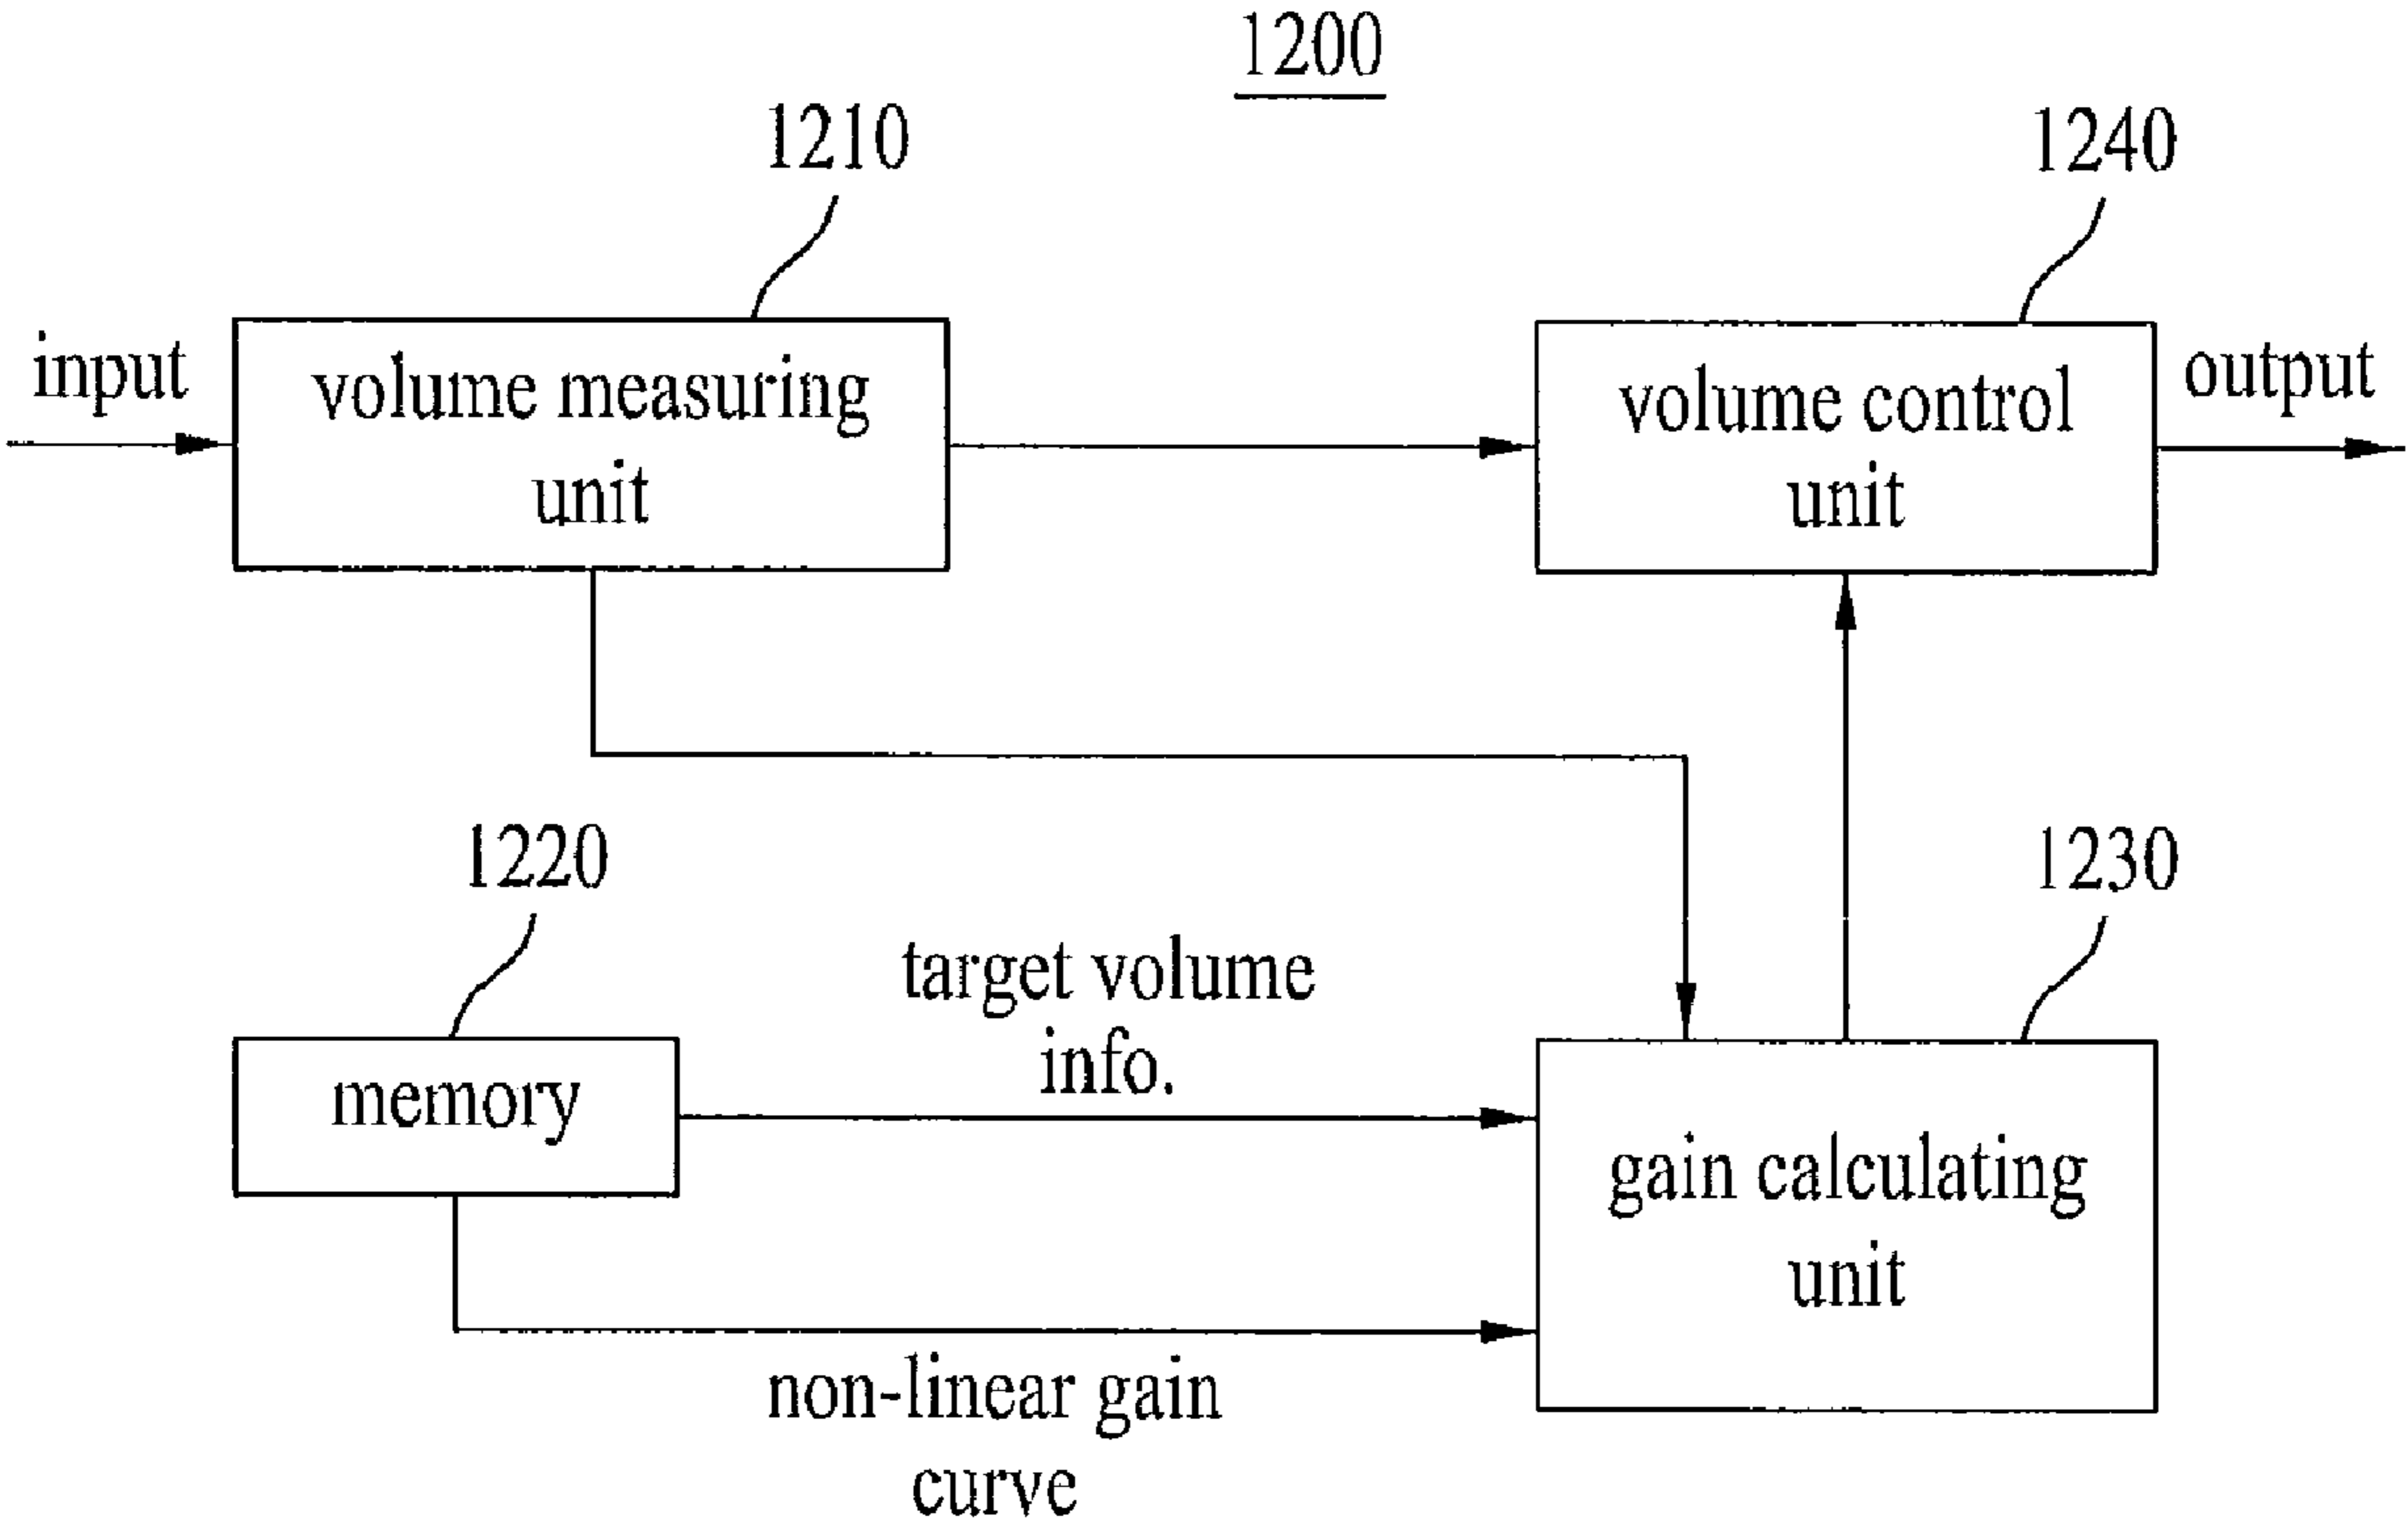 1200
1210
1240
input
volume measuring
unit
volume control
unit
output
1220
1230
target volume
info.
memory
gain calculating
unit
non-linear gain
curve